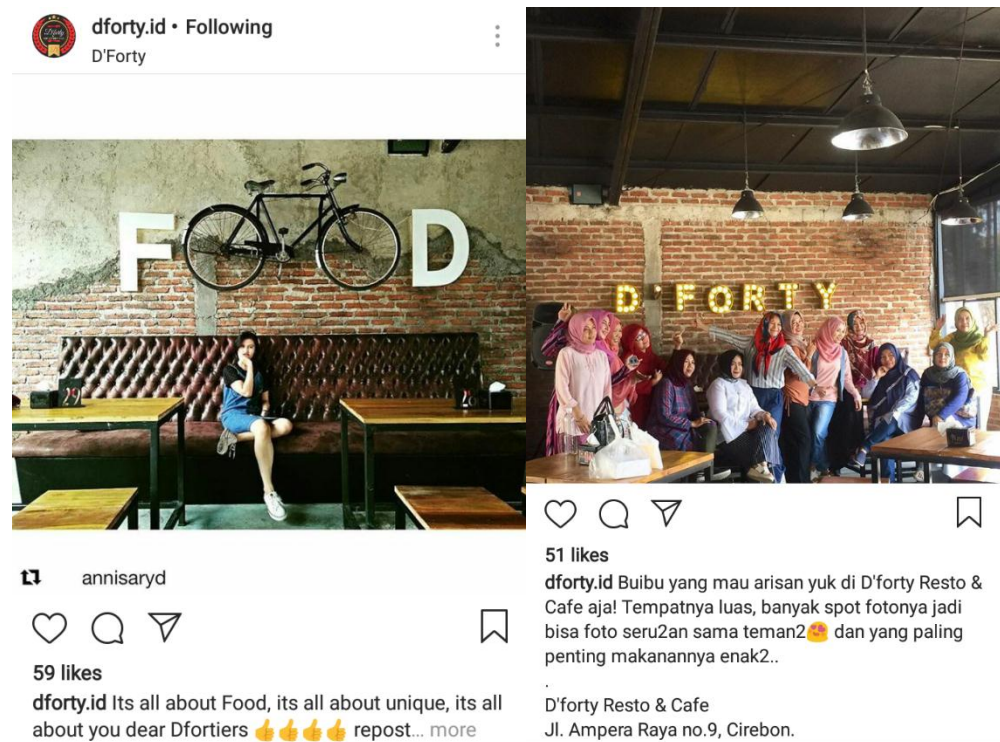 dforty.id • Following
D'Forty
F D
annisaryd
59 likes
dforty.id Its all about Food, its all about unique, its all
about you dear Dfortiers 👍👍👍👍 repost... more
D'FORTY
51 likes
dforty.id Buibu yang mau arisan yuk di D'forty Resto &
Cafe aja! Tempatnya luas, banyak spot fotonya jadi
bisa foto seru2an sama teman2😍 dan yang paling
penting makanannya enak2..
.
D'forty Resto & Cafe
Jl. Ampera Raya no.9, Cirebon.